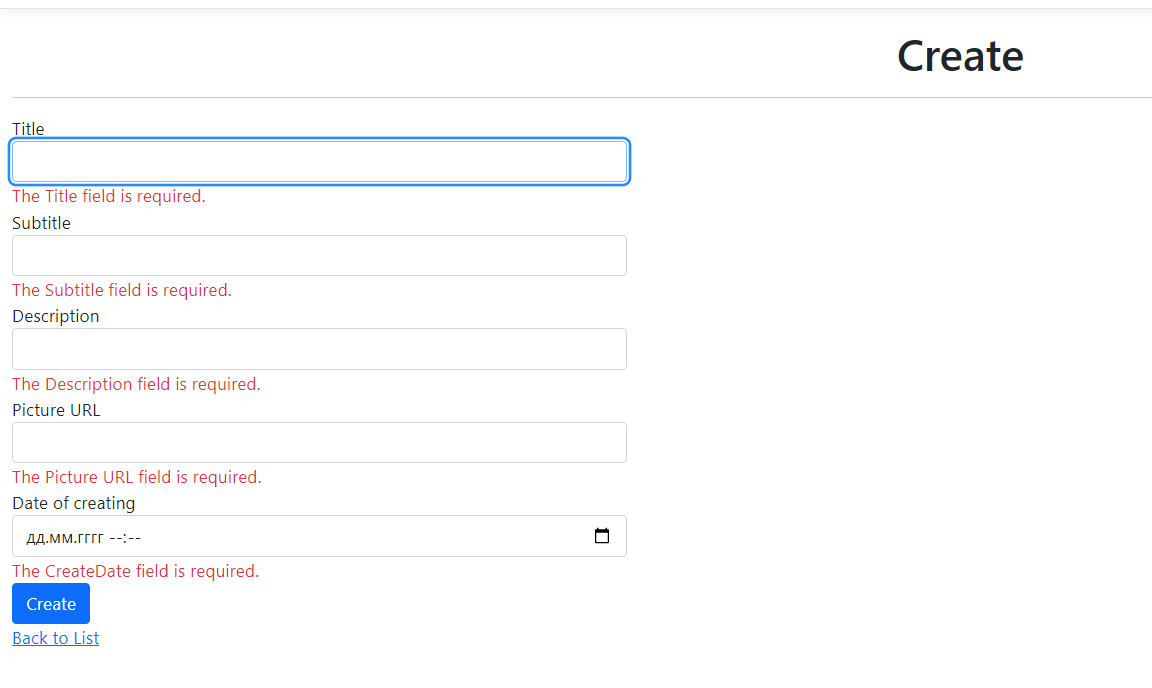 Create
Title
The Title field is required.
Subtitle
The Subtitle field is required.
Description
The Description field is required.
Picture URL
The Picture URL field is required.
Date of creating
дд.мм.гггг --:--
The CreateDate field is required.
Create
Back to List